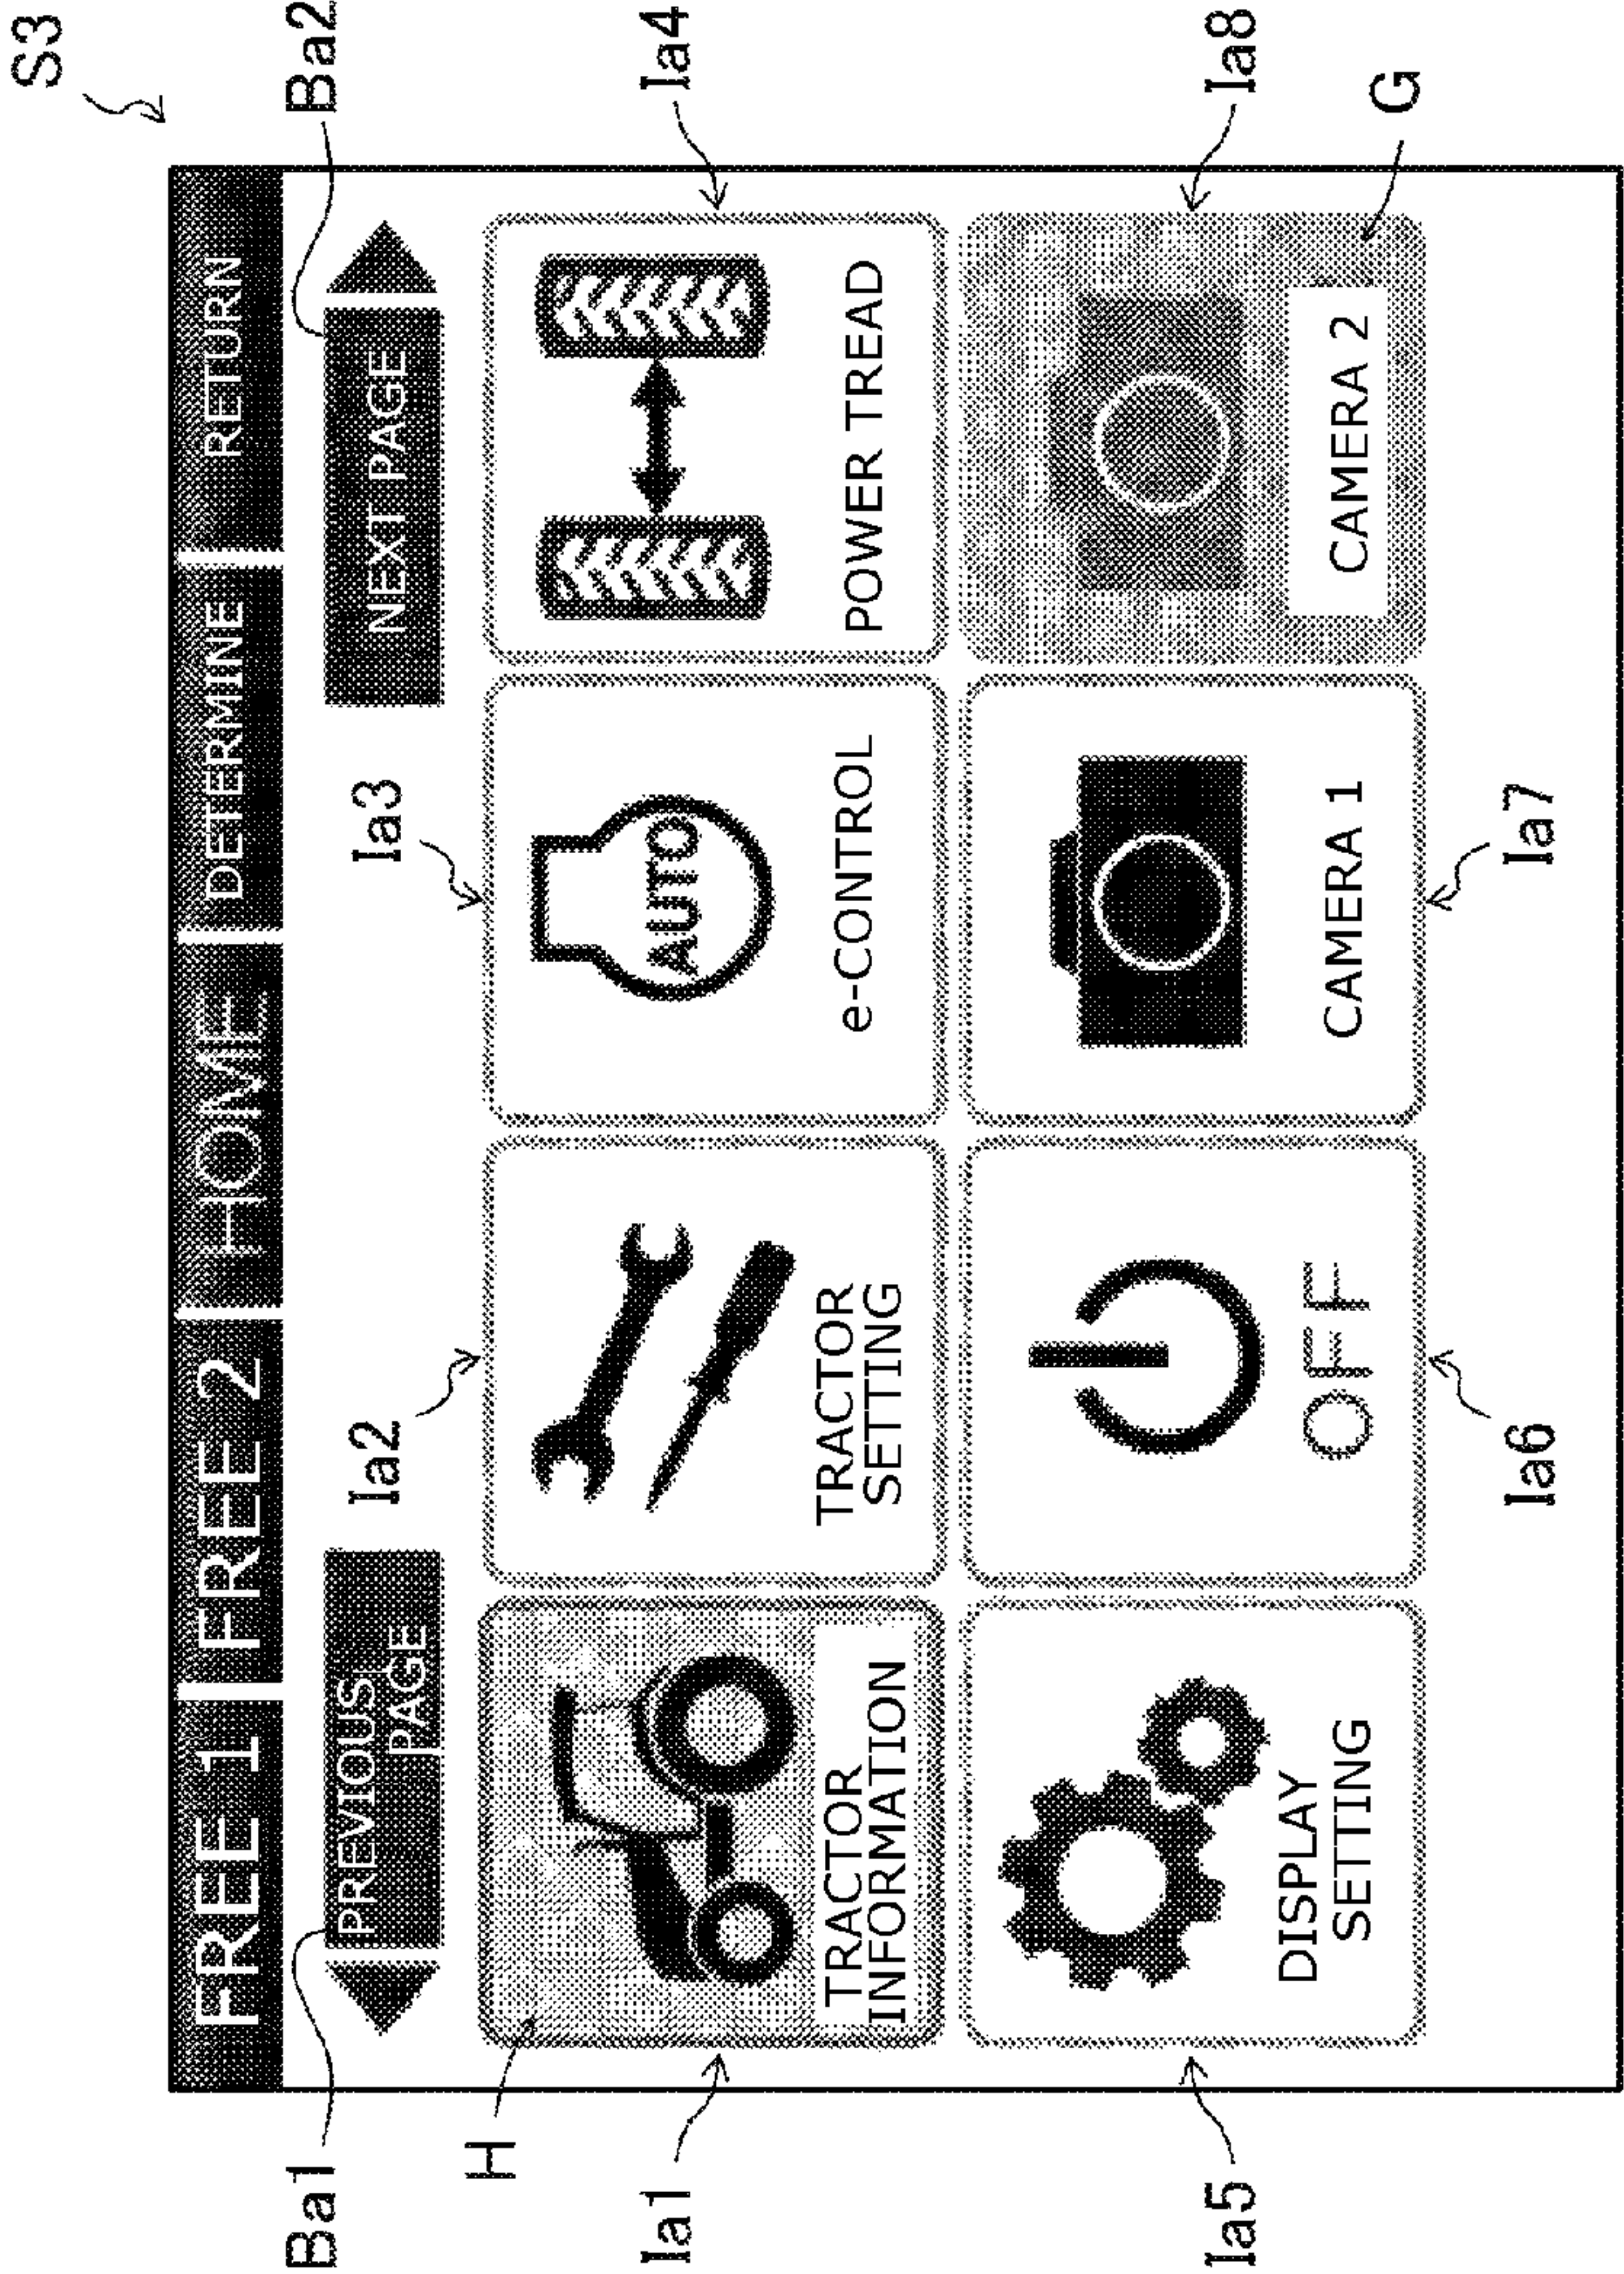 S3
FREE 1
FREE 2
HOME
DETERMINE
RETURN
Ba1
PREVIOUS
PAGE
Ia2
Ia3
NEXT PAGE
Ba2
H
Ia1
TRACTOR
INFORMATION
TRACTOR
SETTING
AUTO
e-CONTROL
POWER TREAD
Ia4
Ia5
DISPLAY
SETTING
OFF
CAMERA 1
CAMERA 2
Ia8
G
Ia6
Ia7